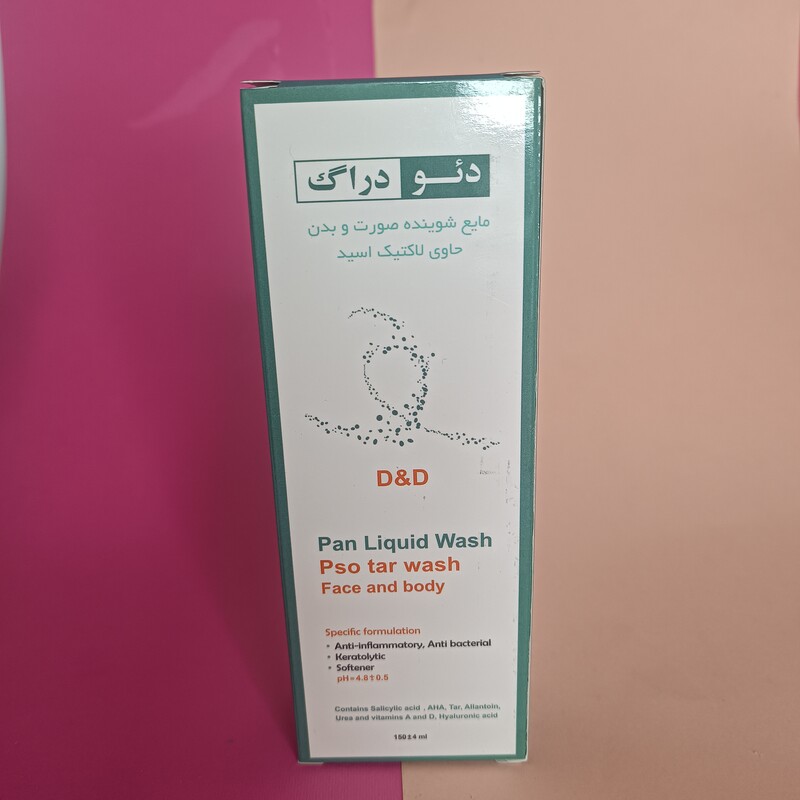 دئو دراگ
مایع شوینده صورت و بدن
حاوی لاکتیک اسید
D&D
Pan Liquid Wash
Pso tar wash
Face and body
Specific formulation
• Anti-inflammatory, Anti bacterial
• Keratolytic
• Softener
pH=4.8±0.5
Contains Salicylic acid , AHA, Tar, Allantoin,
Urea and vitamins A and D, Hyaluronic acid
150±4 ml